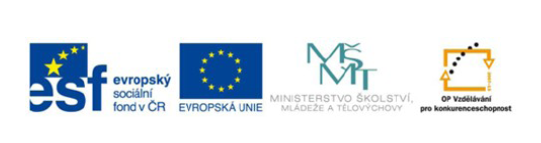 esf
evropský
sociální
fond v ČR
EVROPSKÁ UNIE
MŠMT
MINISTERSTVO ŠKOLSTVÍ,
MLÁDEŽE A TĚLOVÝCHOVY
OP Vzdělávání
pro konkurenceschopnost